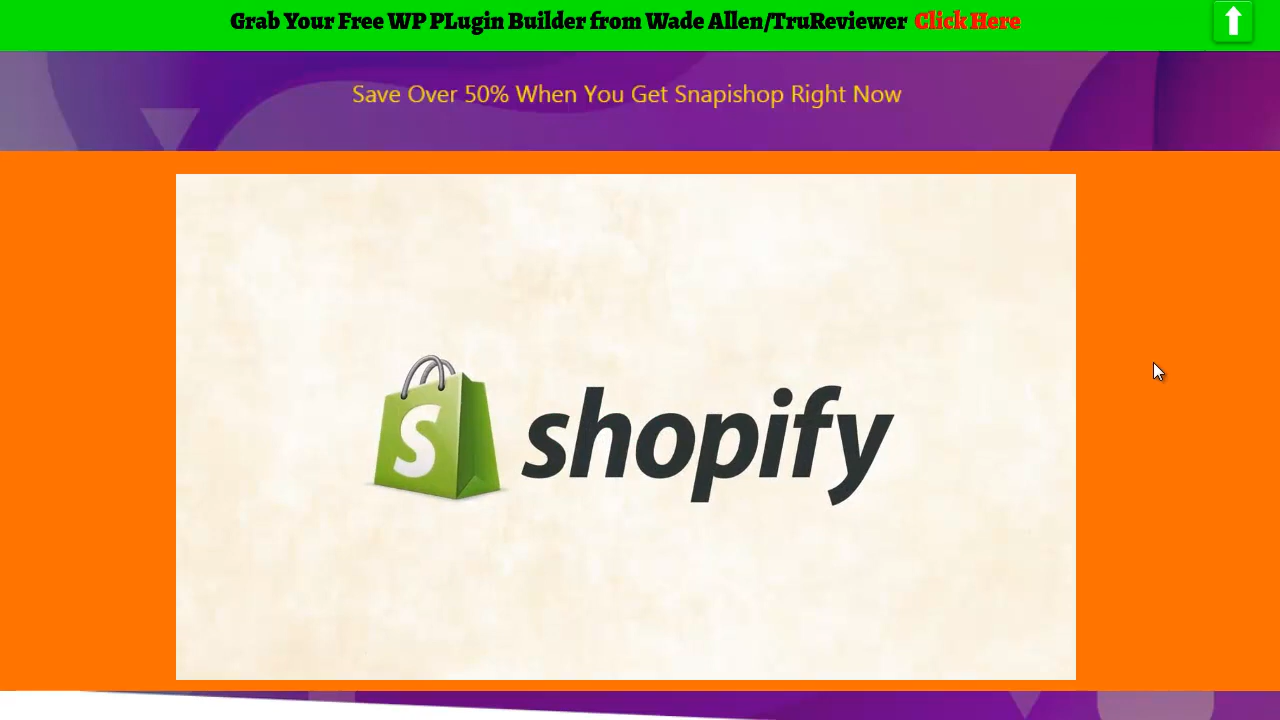 Grab Your Free WP PLugin Builder from Wade Allen/TruReviewer Click Here
Save Over 50% When You Get Snapishop Right Now
S shopify